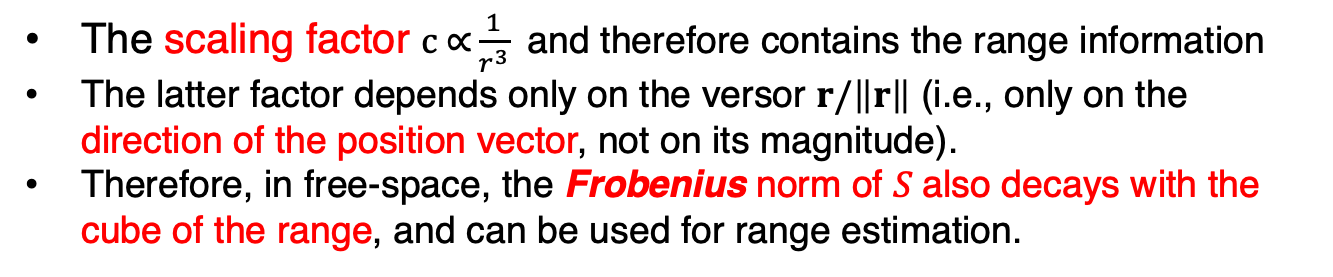 • The scaling factor c ∝ 1/r³ and therefore contains the range information
• The latter factor depends only on the versor r/‖r‖ (i.e., only on the
direction of the position vector, not on its magnitude).
• Therefore, in free-space, the Frobenius norm of S also decays with the
cube of the range, and can be used for range estimation.